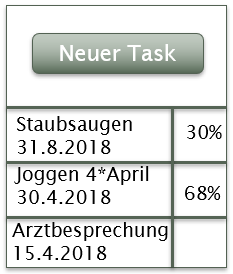 Neuer Task
Staubsaugen
31.8.2018
30%
Joggen 4*April
30.4.2018
68%
Arztbesprechung
15.4.2018